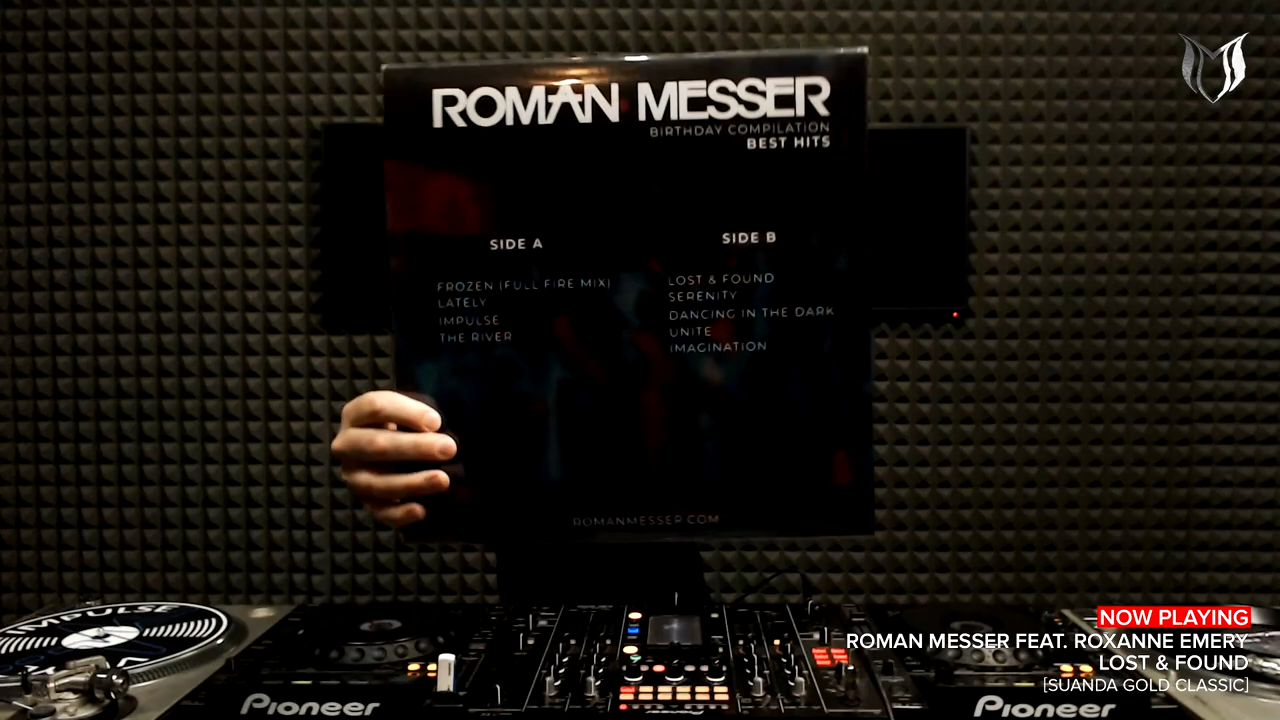 ROMAN MESSER
BIRTHDAY COMPILATION
BEST HITS
SIDE A
FROZEN (FULL FIRE MIX)
LATELY
IMPULSE
THE RIVER
SIDE B
LOST & FOUND
SERENITY
DANCING IN THE DARK
UNITE
IMAGINATION
ROMANMESSER.COM
IMPULSE
Pioneer
Pioneer
NOW PLAYING
ROMAN MESSER FEAT. ROXANNE EMERY
LOST & FOUND
[SUANDA GOLD CLASSIC]